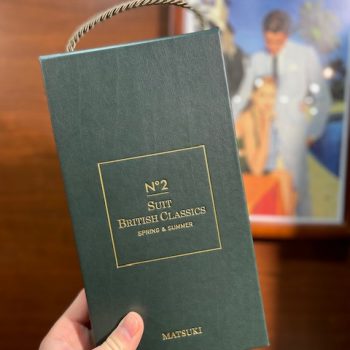 N°2
SUIT
BRITISH CLASSICS
SPRING & SUMMER
MATSUKI